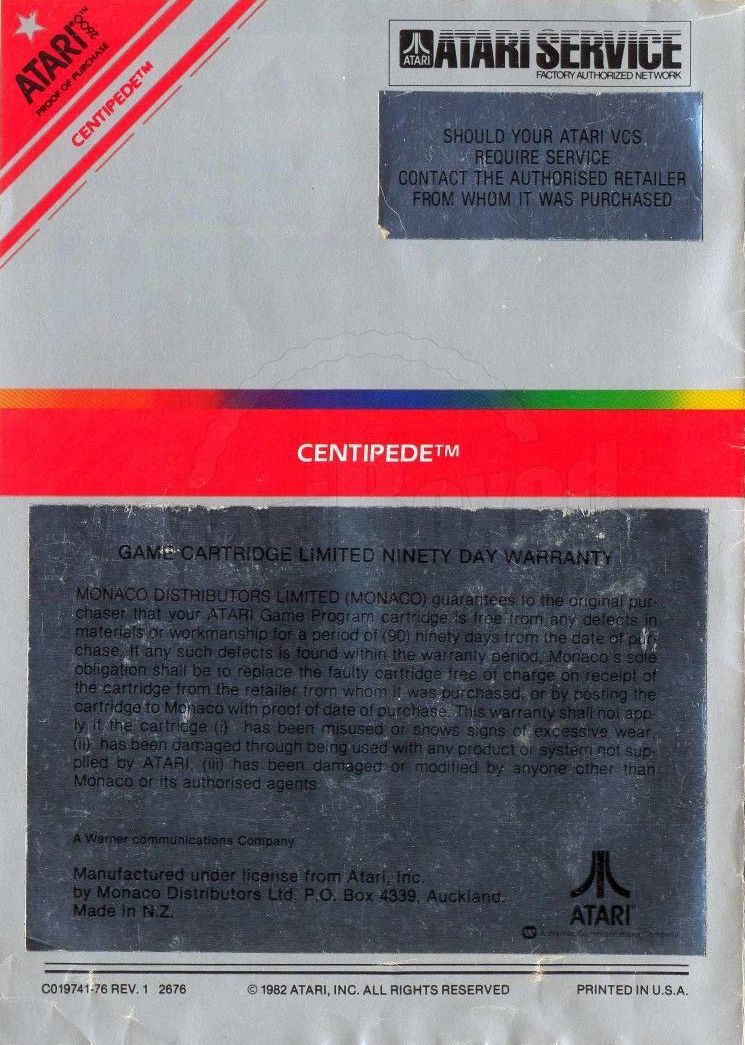 ATARI® 2600™
PROOF OF PURCHASE
CENTIPEDE™
ATARI
ATARI SERVICE
FACTORY AUTHORIZED NETWORK
SHOULD YOUR ATARI VCS
REQUIRE SERVICE
CONTACT THE AUTHORISED RETAILER
FROM WHOM IT WAS PURCHASED
CENTIPEDE™
GAME CARTRIDGE LIMITED NINETY DAY WARRANTY
MONACO DISTRIBUTORS LIMITED (MONACO) guarantees to the original pur-
chaser that your ATARI Game Program cartridge is free from any defects in
materials or workmanship for a period of (90) ninety days from the date of pur-
chase. If any such defects is found within the warranty period, Monaco's sole
obligation shall be to replace the faulty cartridge free of charge on receipt of
the cartridge from the retailer from whom it was purchased, or by posting the
cartridge to Monaco with proof of date of purchase. This warranty shall not app-
ly if the cartridge (i) has been misused or shows signs of excessive wear,
(ii) has been damaged through being used with any product or system not sup-
plied by ATARI, (iii) has been damaged or modified by anyone other than
Monaco or its authorised agents.
A Warner communications Company
Manufactured under license from Atari, Inc.
by Monaco Distributors Ltd. P.O. Box 4339, Auckland.
Made in N.Z.
ATARI
A Warner Communications Company
C019741-76 REV. 1 2676
© 1982 ATARI, INC. ALL RIGHTS RESERVED
PRINTED IN U.S.A.